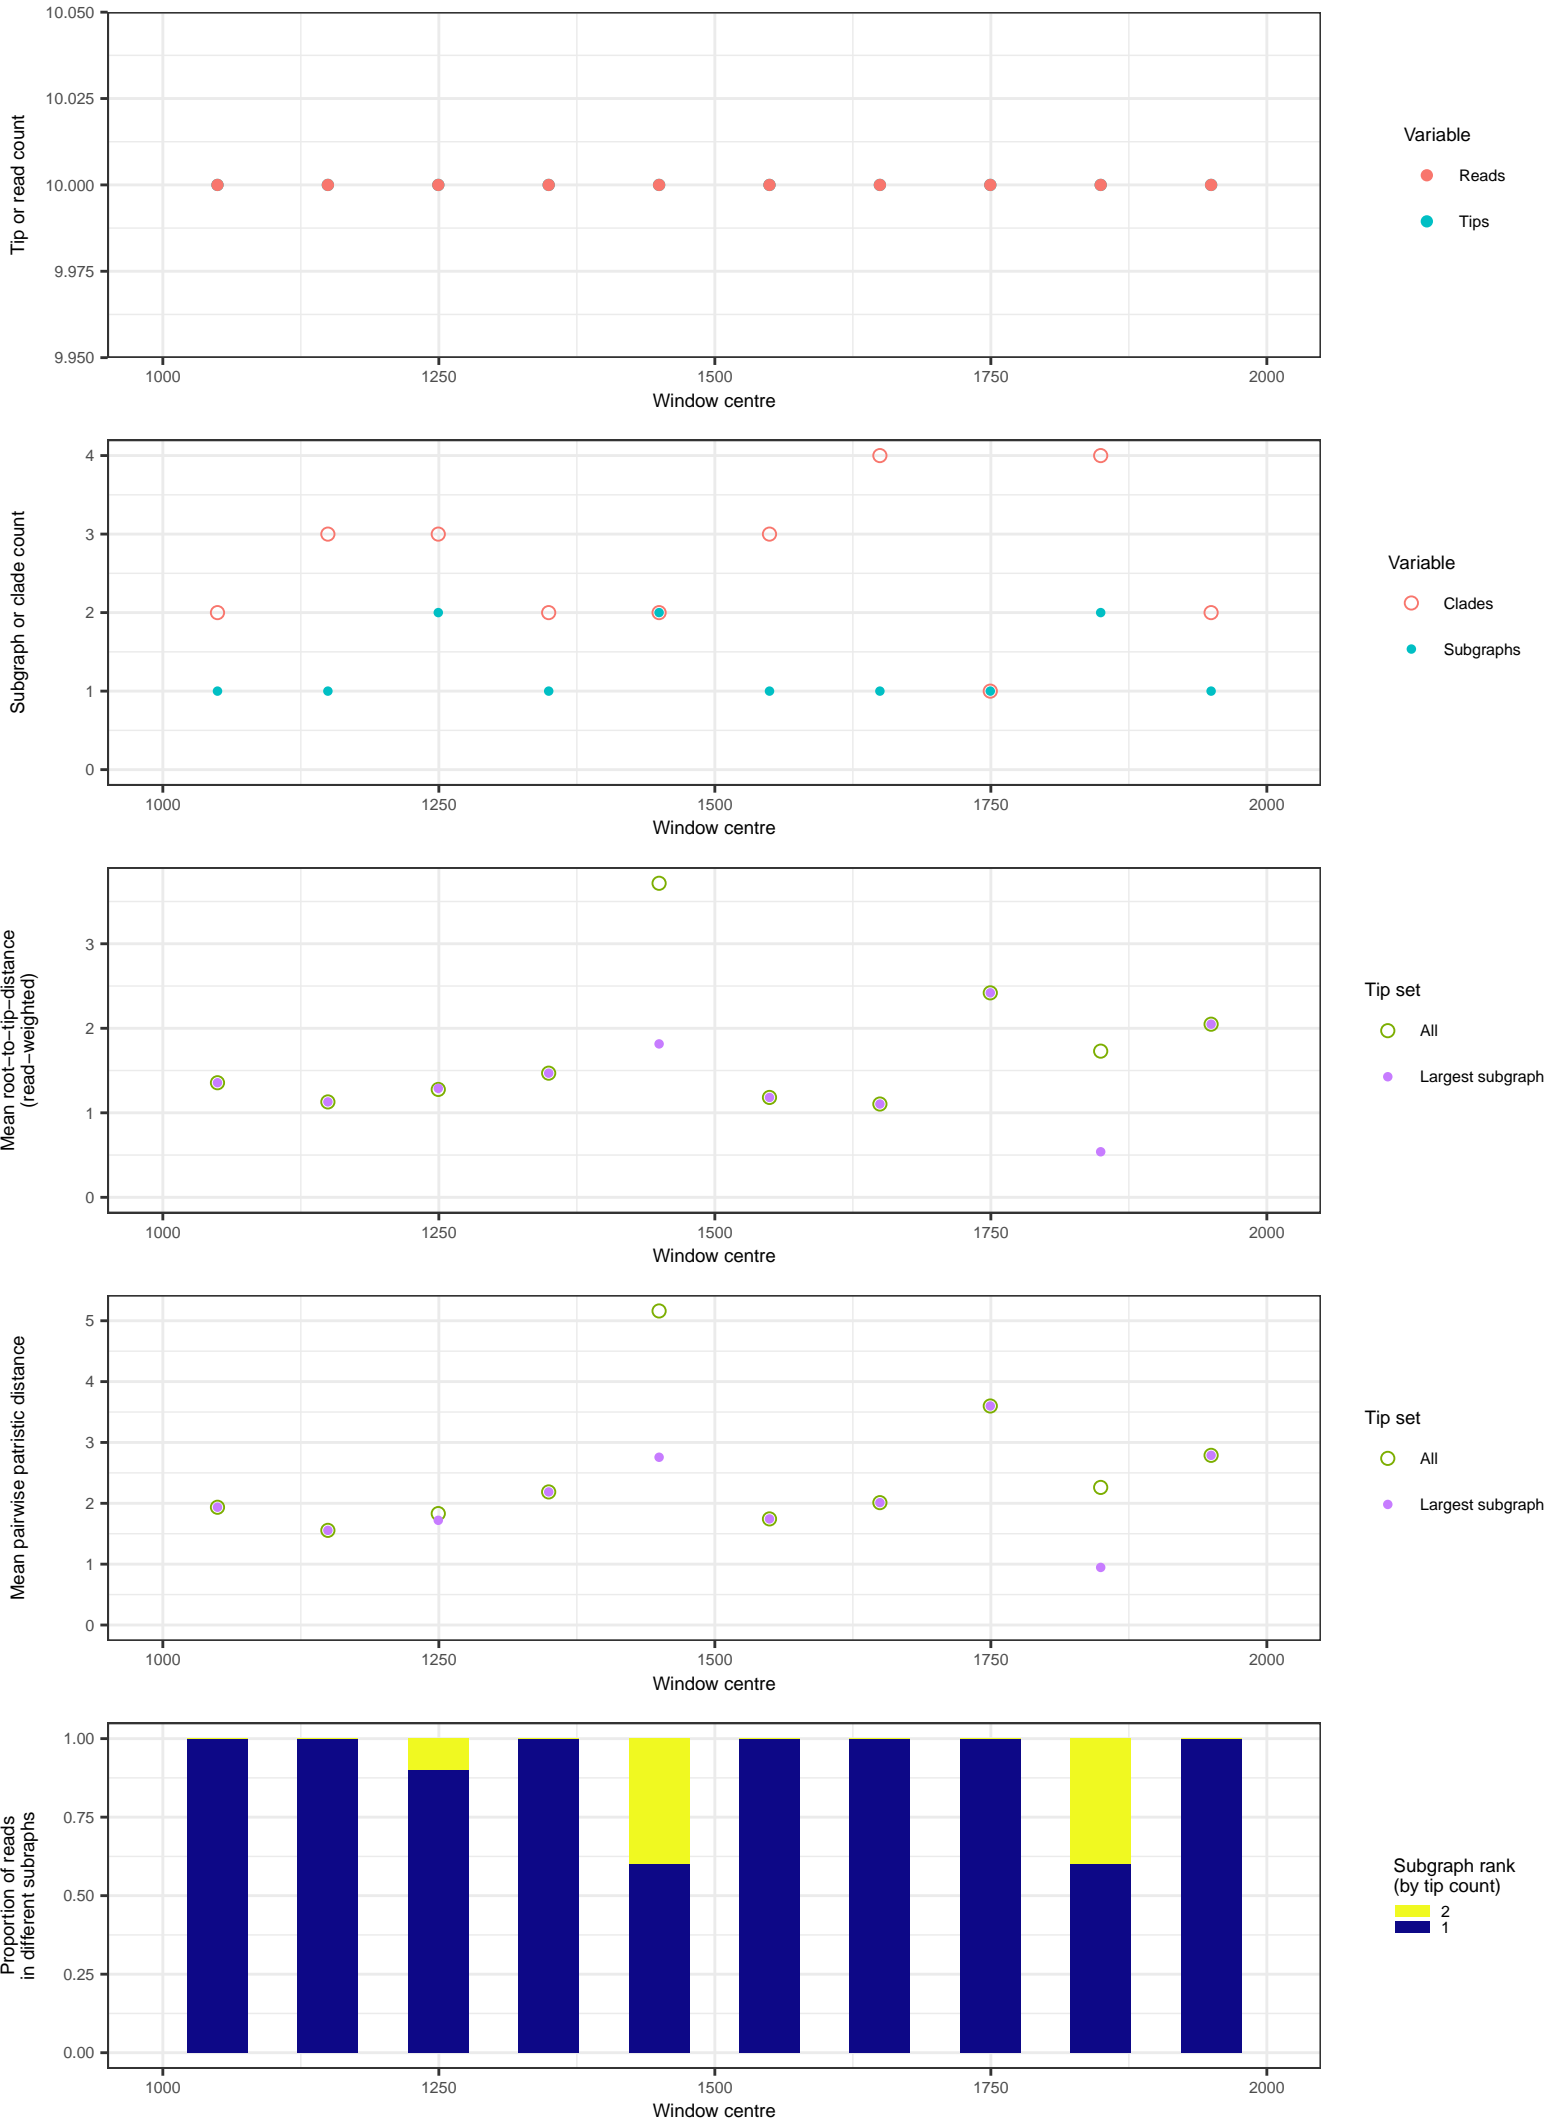 10.050
10.025
10.000
9.975
9.950
Tip or read count
1000 1250 1500 1750 2000
Window centre
Variable
Reads
Tips
4
3
2
1
0
Subgraph or clade count
1000 1250 1500 1750 2000
Window centre
Variable
Clades
Subgraphs
3
2
1
0
Mean root−to−tip−distance
(read−weighted)
1000 1250 1500 1750 2000
Window centre
Tip set
All
Largest subgraph
5
4
3
2
1
0
Mean pairwise patristic distance
1000 1250 1500 1750 2000
Window centre
Tip set
All
Largest subgraph
1.00
0.75
0.50
0.25
0.00
Proportion of reads
in different subraphs
1000 1250 1500 1750 2000
Window centre
Subgraph rank
(by tip count)
2
1